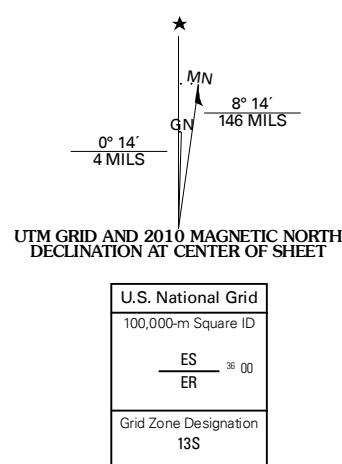 ★
MN
GN
8° 14´
146 MILS
0° 14´
4 MILS
UTM GRID AND 2010 MAGNETIC NORTH
DECLINATION AT CENTER OF SHEET
U.S. National Grid
100,000-m Square ID
ES
36 00
ER
Grid Zone Designation
13S